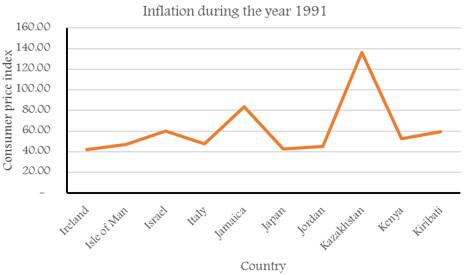 Inflation during the year 1991
160.00
140.00
120.00
100.00
80.00
60.00
40.00
20.00
-
Consumer price index
Ireland
Isle of Man
Israel
Italy
Jamaica
Japan
Jordan
Kazakhstan
Kenya
Kiribati
Country